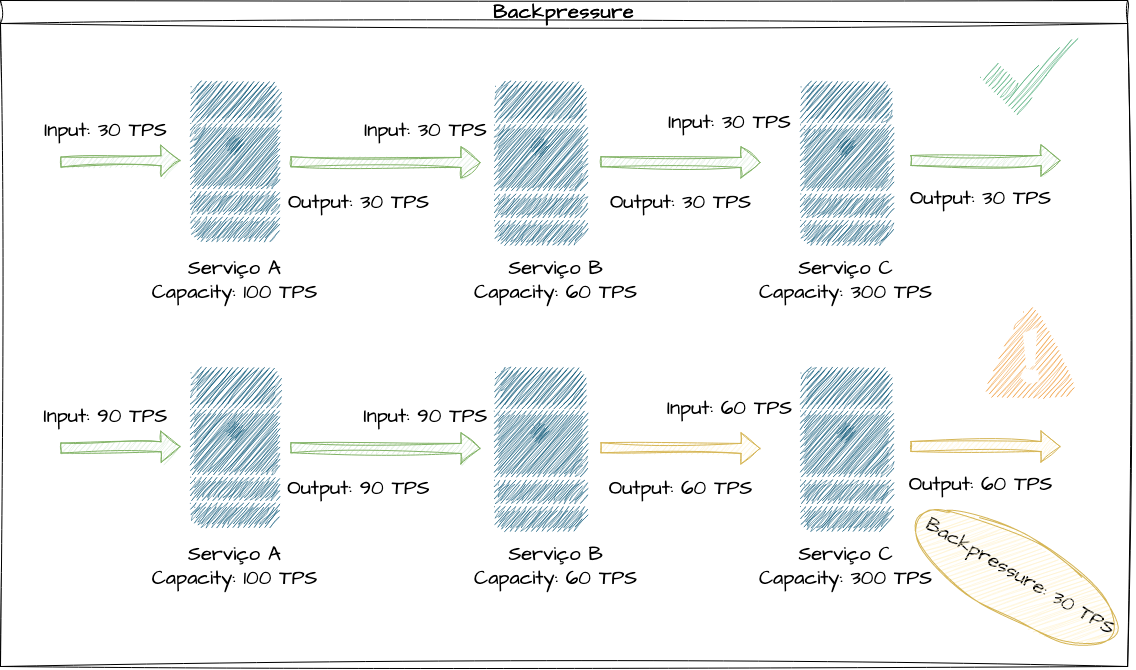 Backpressure
Input: 30 TPS
Input: 30 TPS
Input: 30 TPS
Output: 30 TPS
Output: 30 TPS
Output: 30 TPS
Serviço A
Capacity: 100 TPS
Serviço B
Capacity: 60 TPS
Serviço C
Capacity: 300 TPS
Input: 90 TPS
Input: 90 TPS
Input: 60 TPS
Output: 90 TPS
Output: 60 TPS
Output: 60 TPS
Serviço A
Capacity: 100 TPS
Serviço B
Capacity: 60 TPS
Serviço C
Capacity: 300 TPS
Backpressure: 30 TPS